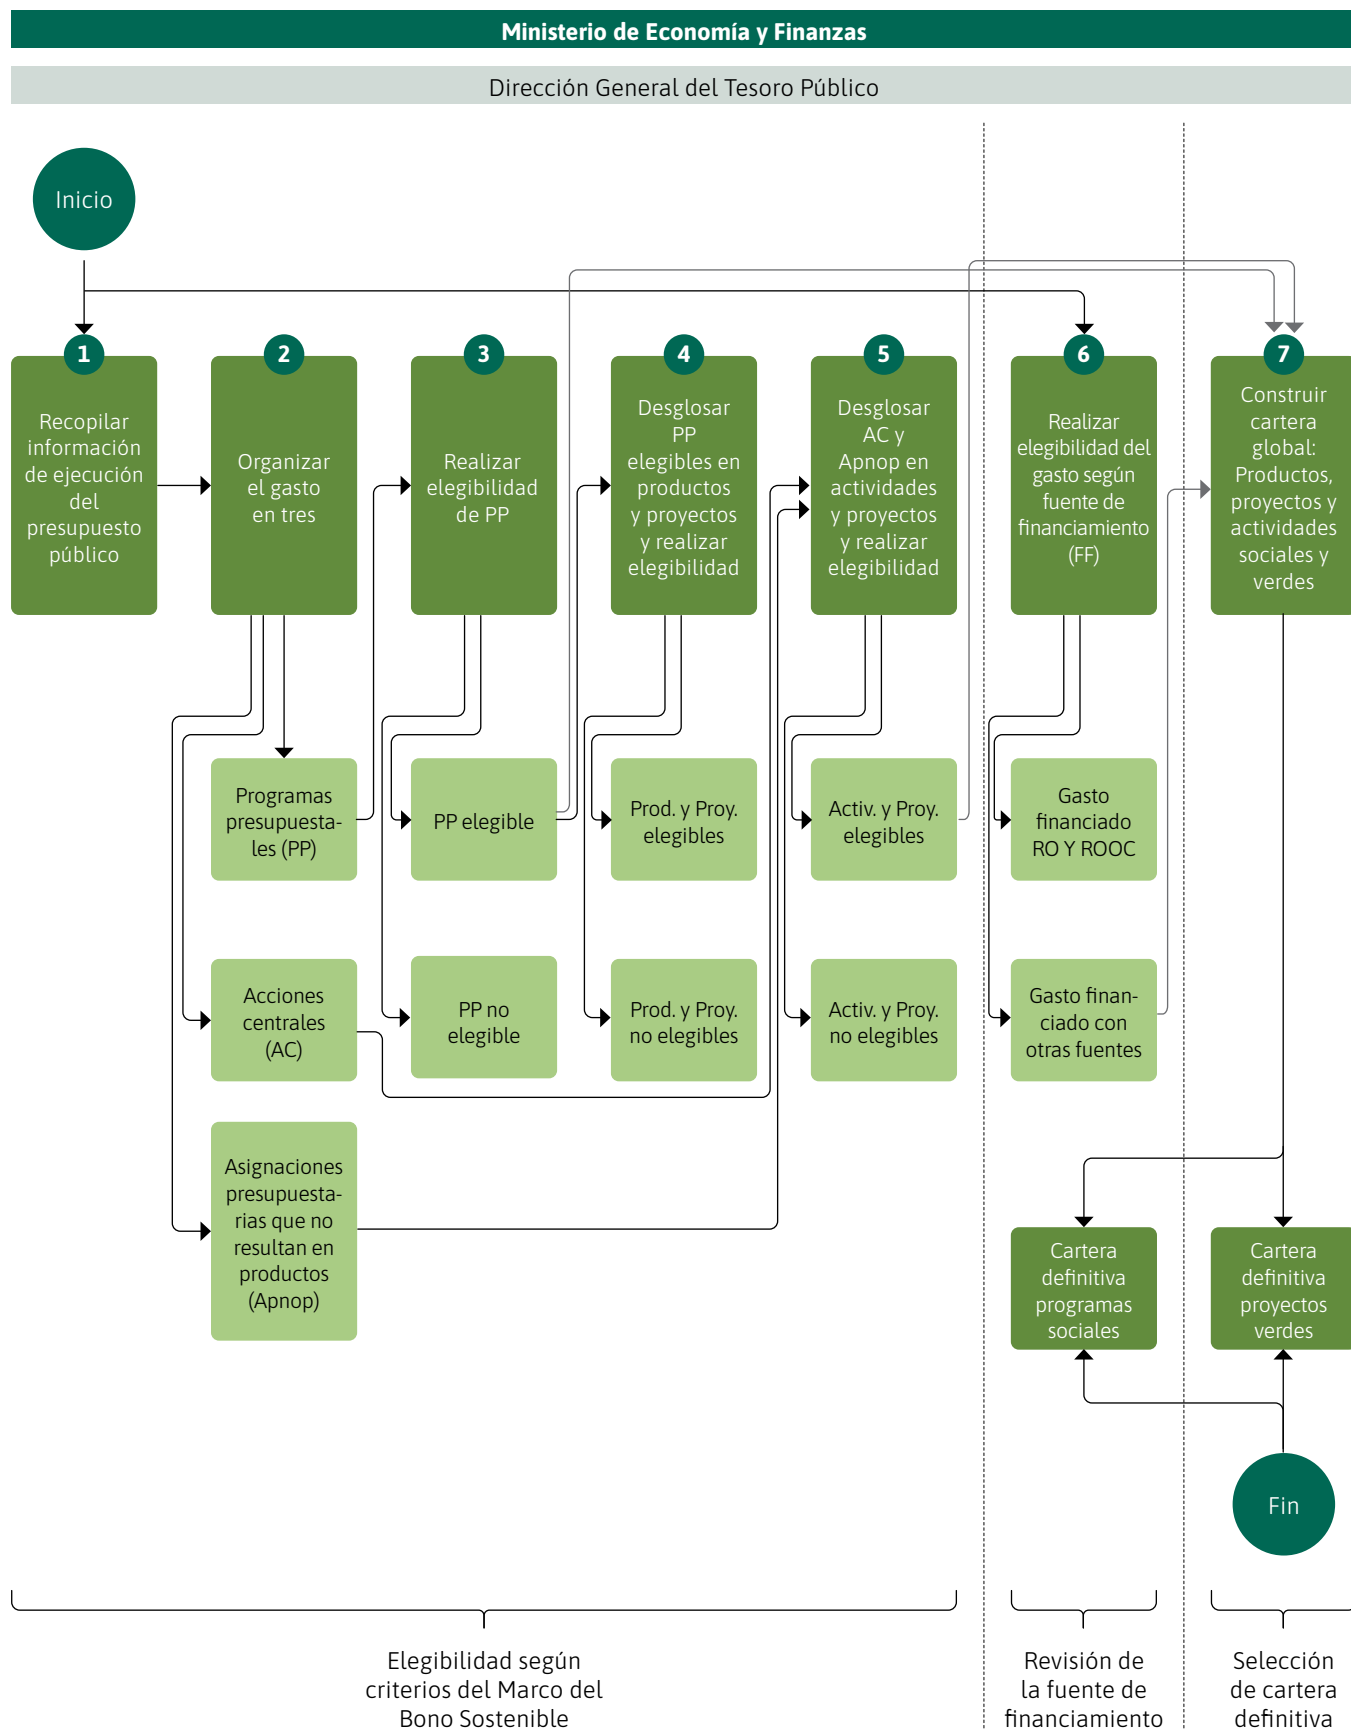 Ministerio de Economía y Finanzas
Dirección General del Tesoro Público
Inicio
1
Recopilar
información
de ejecución
del
presupuesto
público
2
Organizar
el gasto
en tres
3
Realizar
elegibilidad
de PP
4
Desglosar
PP
elegibles en
productos
y proyectos
y realizar
elegibilidad
5
Desglosar
AC y
Apnop en
actividades
y proyectos
y realizar
elegibilidad
6
Realizar
elegibilidad del
gasto según
fuente de
financiamiento
(FF)
7
Construir
cartera
global:
Productos,
proyectos y
actividades
sociales y
verdes
Programas
presupuesta-
les (PP)
PP elegible
Prod. y Proy.
elegibles
Activ. y Proy.
elegibles
Gasto
financiado
RO Y ROOC
Acciones
centrales
(AC)
PP no
elegible
Prod. y Proy.
no elegibles
Activ. y Proy.
no elegibles
Gasto finan-
ciado con
otras fuentes
Asignaciones
presupuesta-
rias que no
resultan en
productos
(Apnop)
Cartera
definitiva
programas
sociales
Cartera
definitiva
proyectos
verdes
Fin
Elegibilidad según
criterios del Marco del
Bono Sostenible
Revisión de
la fuente de
financiamiento
Selección
de cartera
definitiva